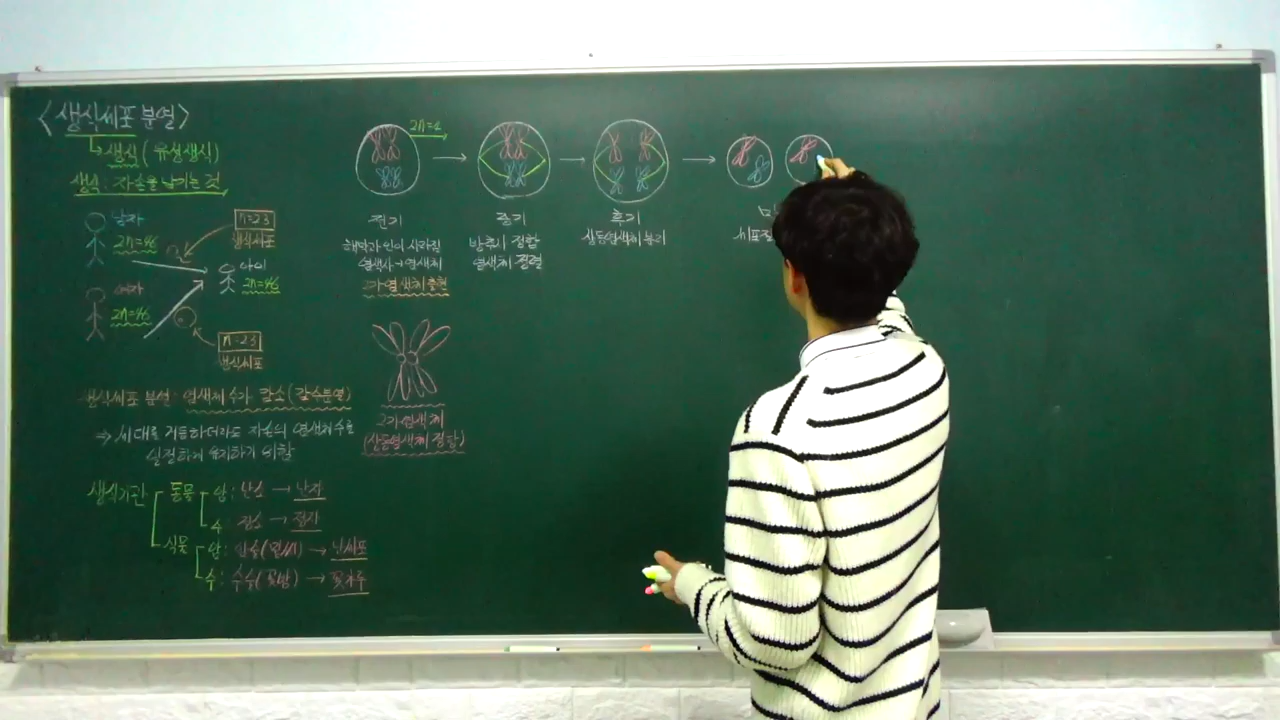 <생식세포 분열>
↳ 생식 (유성생식)
생식 : 자손을 남기는 것
남자
2n=46
n=23
생식세포
아이
2n=46
여자
2n=46
n=23
생식세포
생식세포 분열 : 염색체 수가 감소 (감수분열)
⇒ 세대를 거듭하더라도 자손의 염색체 수를
일정하게 유지하기 위함
생식기관
동물
암 : 난소 → 난자
수 : 정소 → 정자
식물
암 : 암술(밑씨) → 난세포
수 : 수술(꽃밥) → 꽃가루
2n=4
전기
핵막과 인이 사라짐
염색사→염색체
2가 염색체 출현
중기
방추사 정렬
염색체 정렬
후기
상동염색체 분리
세포질
2가 염색체
(상동염색체 접합)